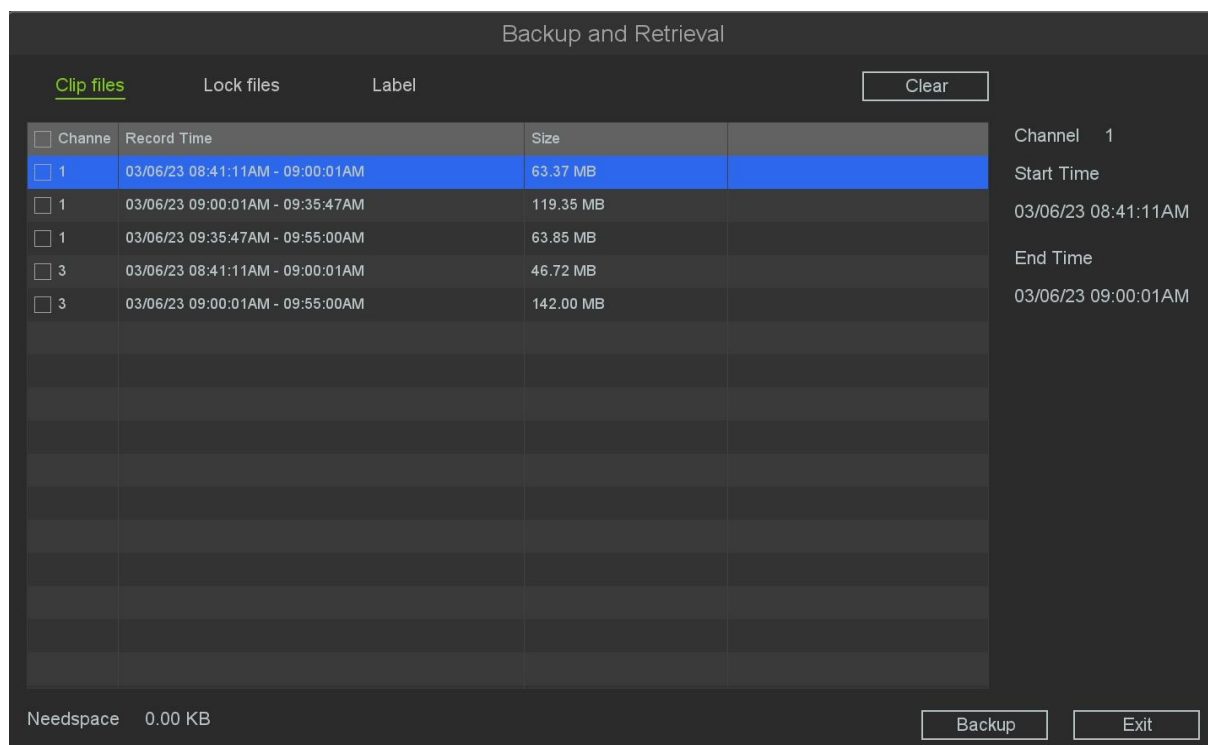 Backup and Retrieval
Clip files Lock files Label Clear
Channe Record Time Size
1 03/06/23 08:41:11AM - 09:00:01AM 63.37 MB
1 03/06/23 09:00:01AM - 09:35:47AM 119.35 MB
1 03/06/23 09:35:47AM - 09:55:00AM 63.85 MB
3 03/06/23 08:41:11AM - 09:00:01AM 46.72 MB
3 03/06/23 09:00:01AM - 09:55:00AM 142.00 MB
Channel 1
Start Time
03/06/23 08:41:11AM
End Time
03/06/23 09:00:01AM
Needspace 0.00 KB
Backup Exit